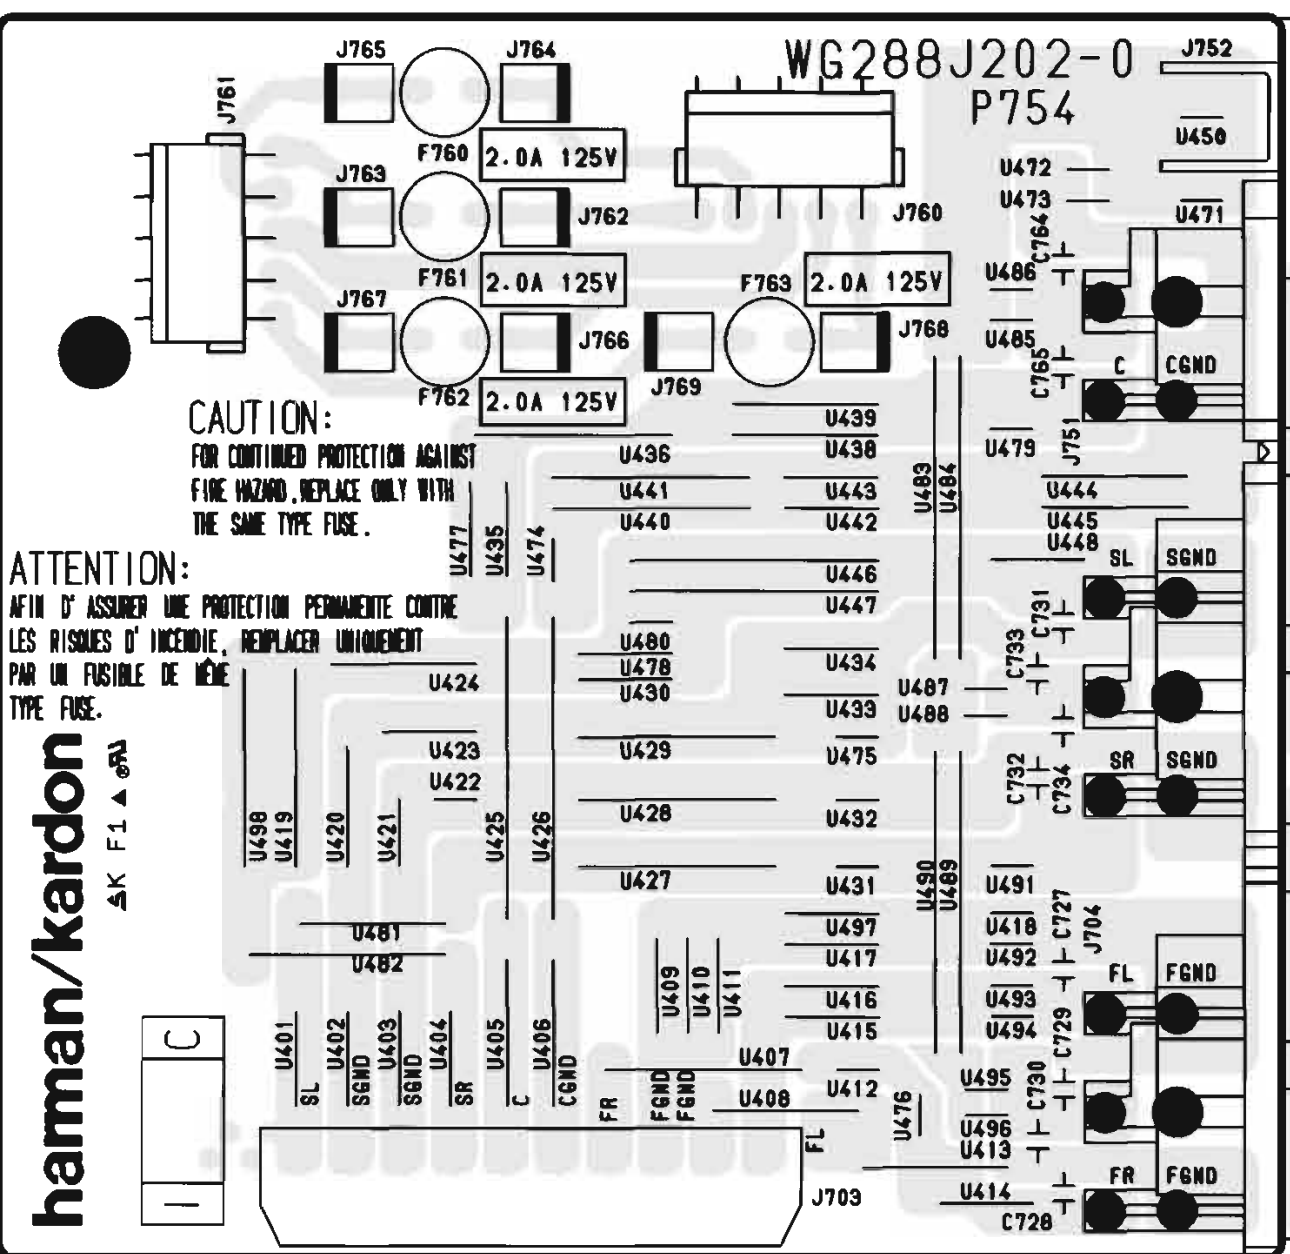 J765
J764
WG288J202-0
J752
P754
J761
U450
F760
2.0A 125V
J763
J762
J760
U472
U473
U471
C764
F761
2.0A 125V
F763
2.0A 125V
U486
J767
J766
J769
J768
U485
C765
C
CGND
F762
2.0A 125V
U439
CAUTION:
FOR CONTINUED PROTECTION AGAINST
FIRE HAZARD, REPLACE ONLY WITH
THE SAME TYPE FUSE.
U436
U438
U479
J751
U441
U443
U483
U484
U444
U440
U442
U445
U448
U477
U435
U474
ATTENTION:
AFIN D' ASSURER UNE PROTECTION PERMANENTE CONTRE
LES RISQUES D' INCENDIE, REMPLACER UNIQUEMENT
PAR UN FUSIBLE DE MÊME
TYPE FUSE.
U446
U447
SL
SGND
C731
C733
U480
U478
U430
U434
U424
U487
U433
U488
U423
U429
U475
U422
C732
C734
SR
SGND
U428
U432
U498
U419
U420
U421
U425
U426
U427
U431
U490
U489
U491
harman/kardon
SK F1
U481
U482
U497
U418
C727
J704
U417
U492
U409
U410
U411
FL
FGND
U416
U493
U415
U494
C729
U401
U402
U403
U404
U405
U406
SL
SGND
SGND
SR
C
CGND
FR
FGND
FGND
U407
U412
U408
U495
C730
U476
U496
U413
FL
FR
FGND
U414
J703
C728
C
I